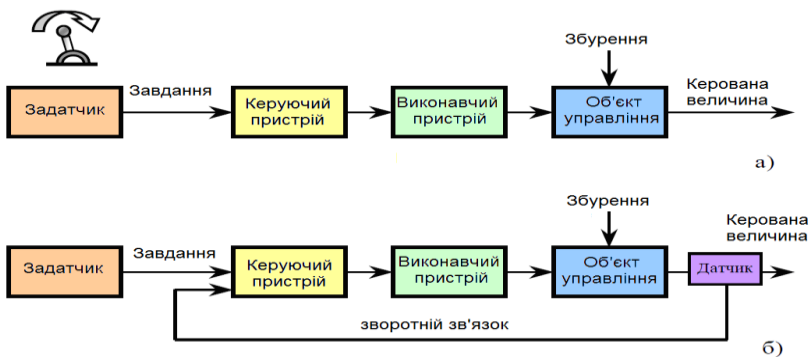 Збурення
Завдання
Керована
величина
Задатчик
Керуючий
пристрій
Виконавчий
пристрій
Об'єкт
управління
а)
Збурення
Керована
величина
Завдання
Задатчик
Керуючий
пристрій
Виконавчий
пристрій
Об'єкт
управління
Датчик
зворотній зв'язок
б)